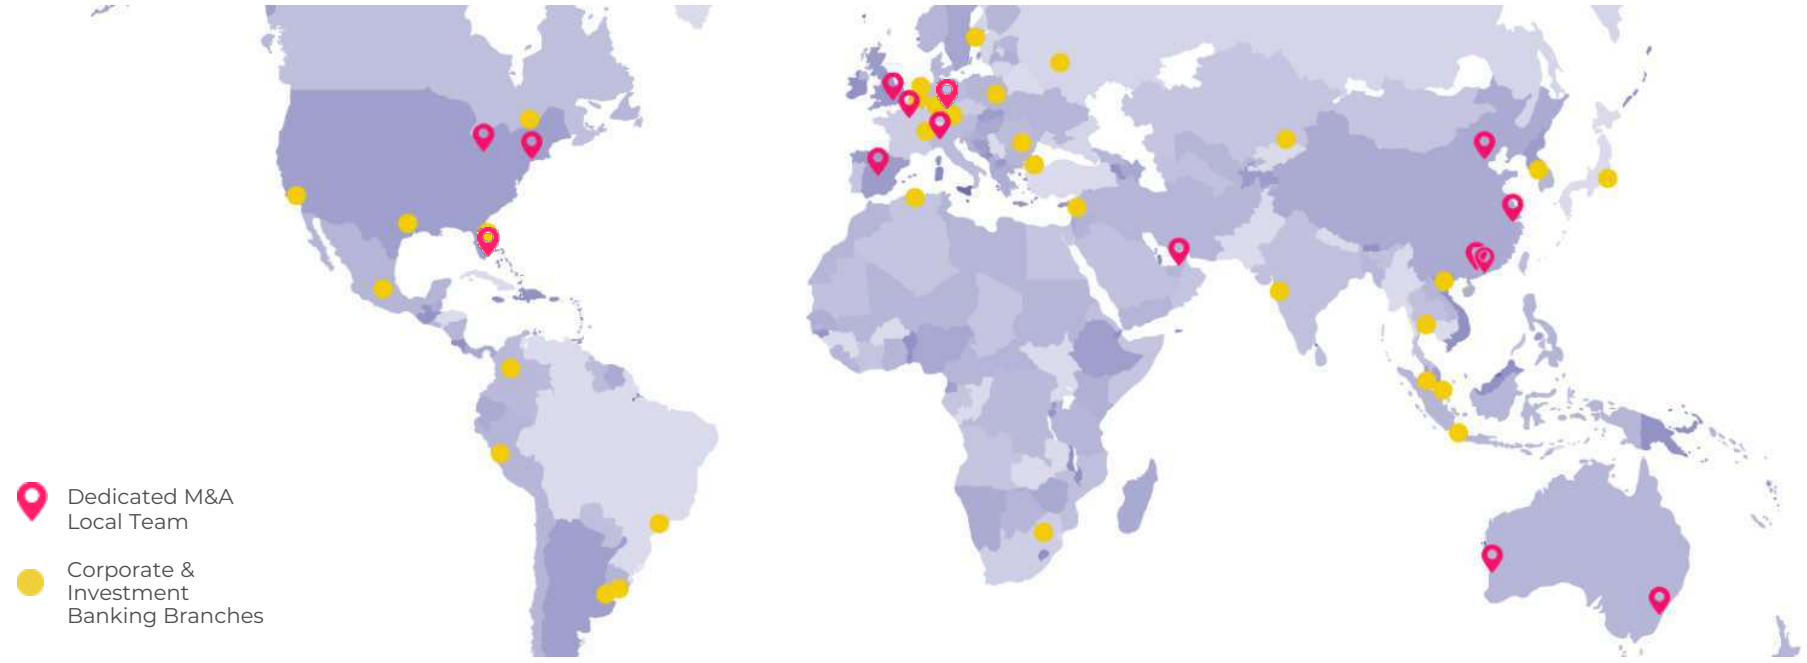 Dedicated M&A
Local Team
Corporate &
Investment
Banking Branches